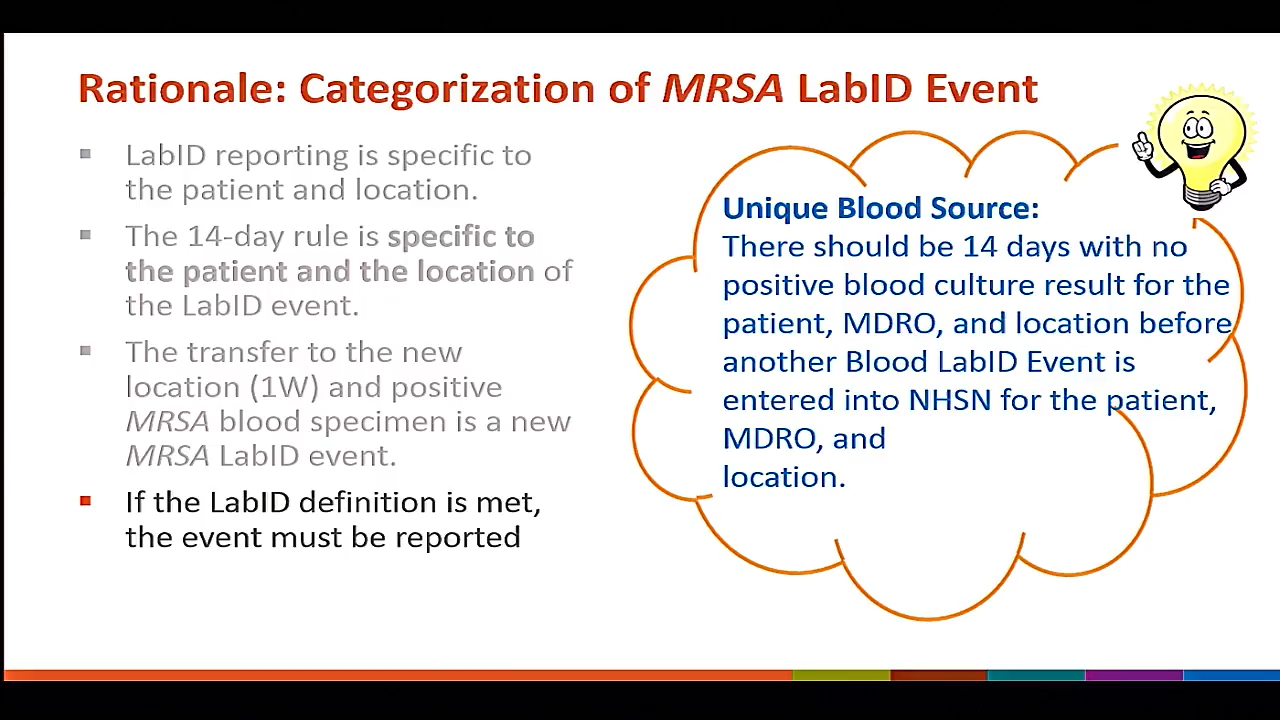 Rationale: Categorization of MRSA LabID Event
▪ LabID reporting is specific to
the patient and location.
▪ The 14-day rule is specific to
the patient and the location of
the LabID event.
▪ The transfer to the new
location (1W) and positive
MRSA blood specimen is a new
MRSA LabID event.
▪ If the LabID definition is met,
the event must be reported
Unique Blood Source:
There should be 14 days with no
positive blood culture result for the
patient, MDRO, and location before
another Blood LabID Event is
entered into NHSN for the patient,
MDRO, and
location.